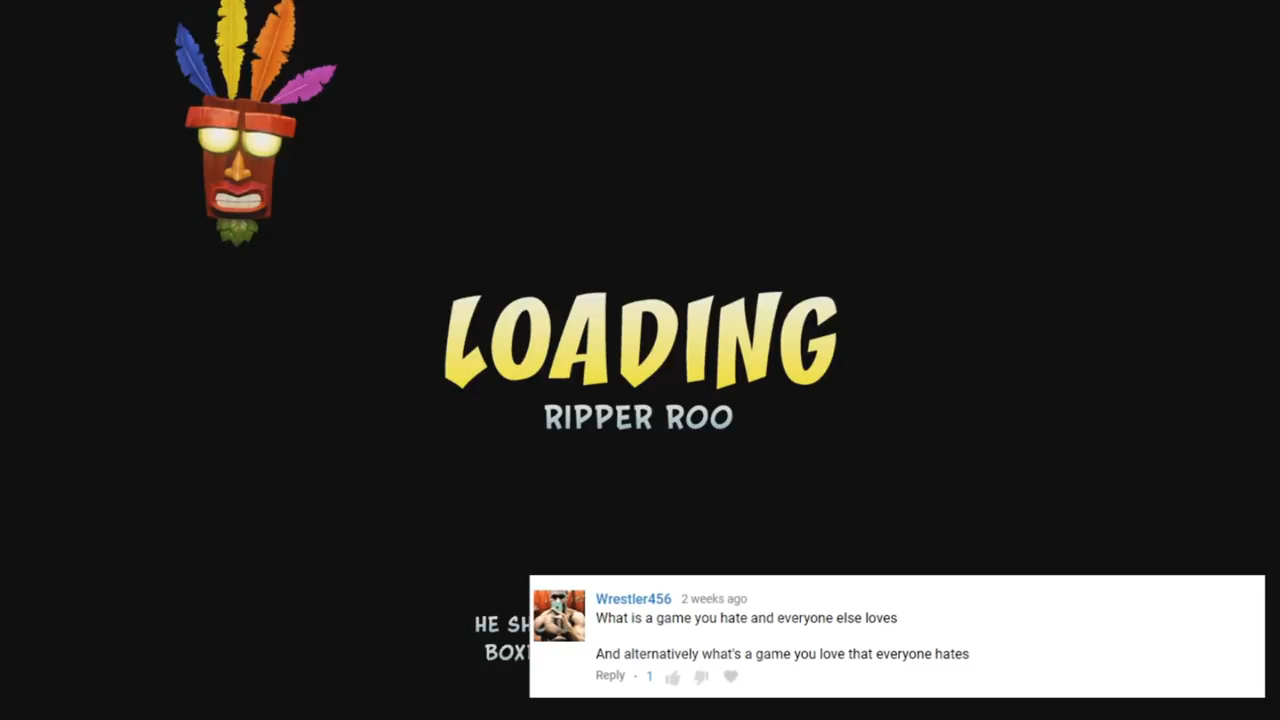 LOADING
RIPPER ROO
HE
Wrestler456 2 weeks ago
What is a game you hate and everyone else loves
And alternatively what's a game you love that everyone hates
Reply · 1